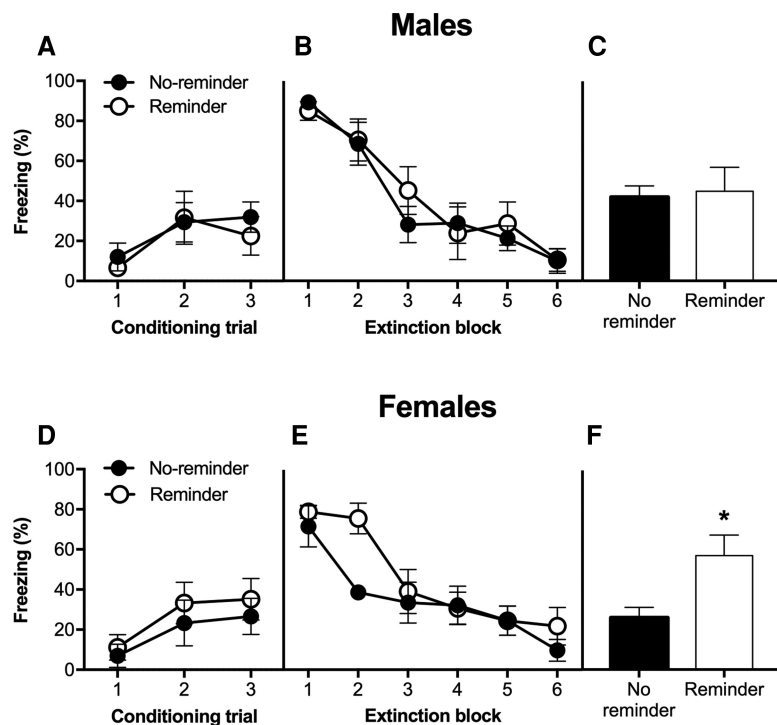 Males
A
B
C
No-reminder
Reminder
Freezing (%)
100
80
60
40
20
0
1 2 3
Conditioning trial
1 2 3 4 5 6
Extinction block
No
reminder
Reminder
Females
D
E
F
No-reminder
Reminder
Freezing (%)
100
80
60
40
20
0
*
1 2 3
Conditioning trial
1 2 3 4 5 6
Extinction block
No
reminder
Reminder